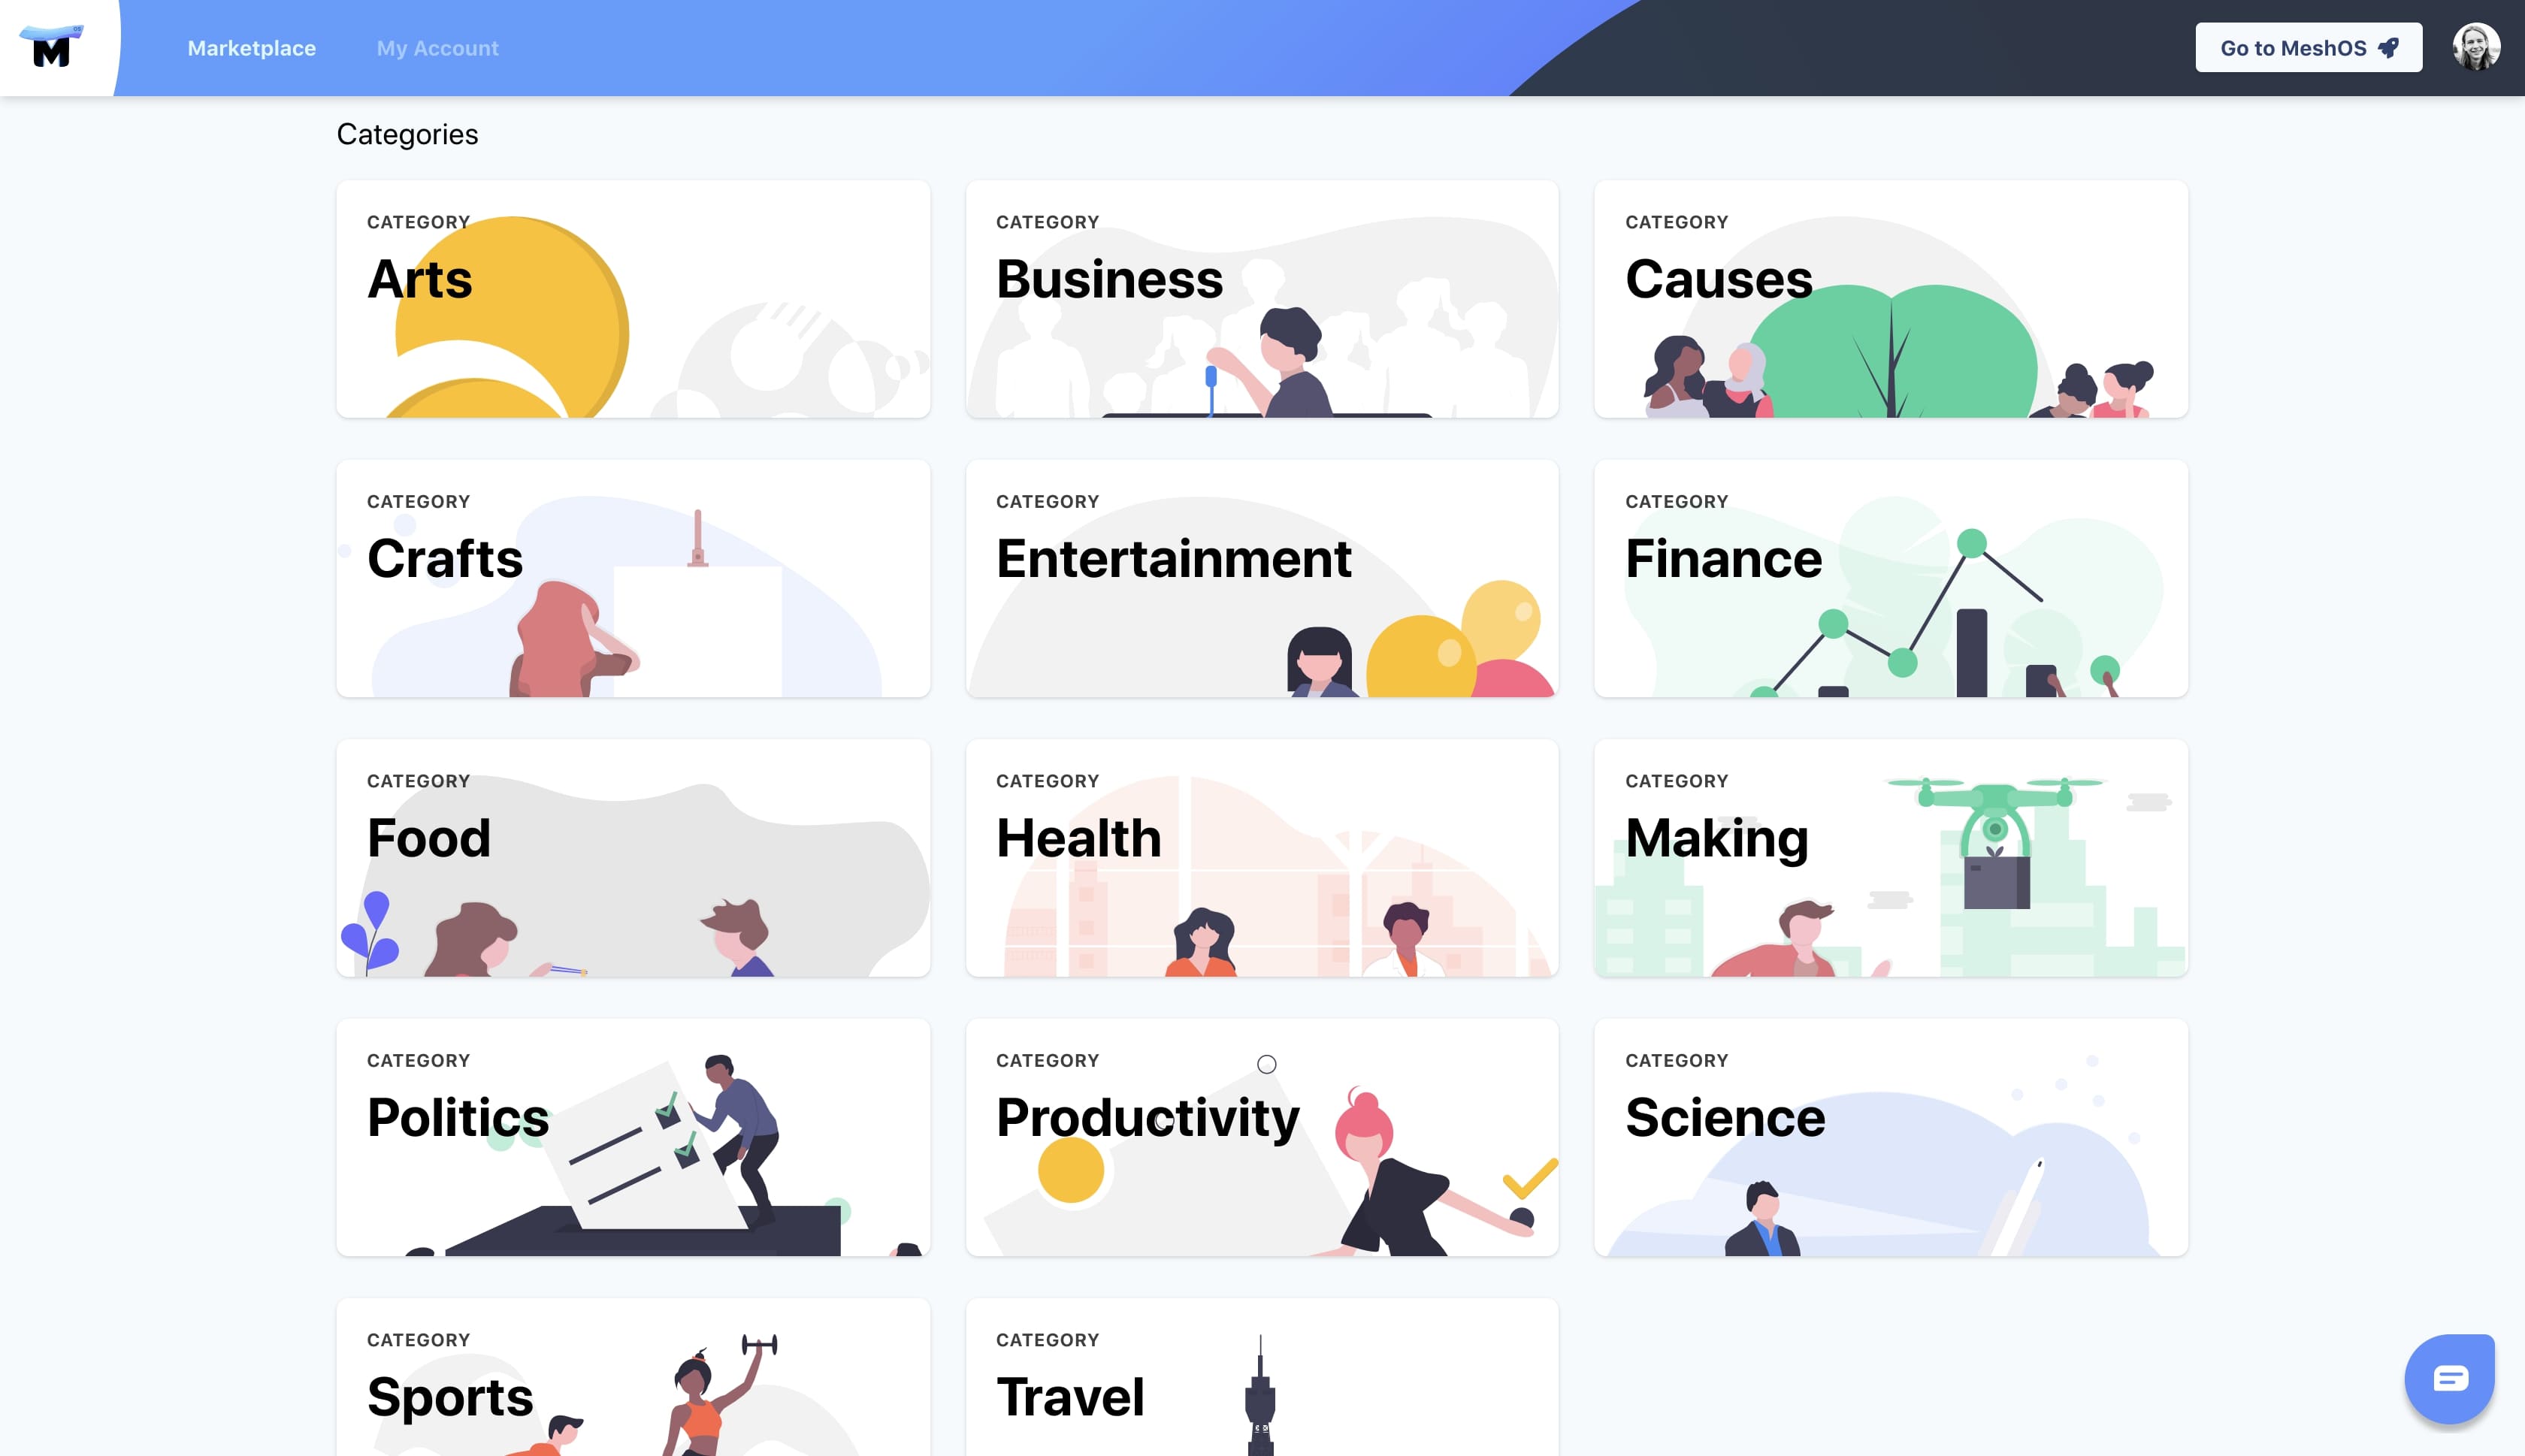 M
OS
Marketplace
My Account
Go to MeshOS
Categories
CATEGORY
Arts
CATEGORY
Business
CATEGORY
Causes
CATEGORY
Crafts
CATEGORY
Entertainment
CATEGORY
Finance
CATEGORY
Food
CATEGORY
Health
CATEGORY
Making
CATEGORY
Politics
CATEGORY
Productivity
CATEGORY
Science
CATEGORY
Sports
CATEGORY
Travel